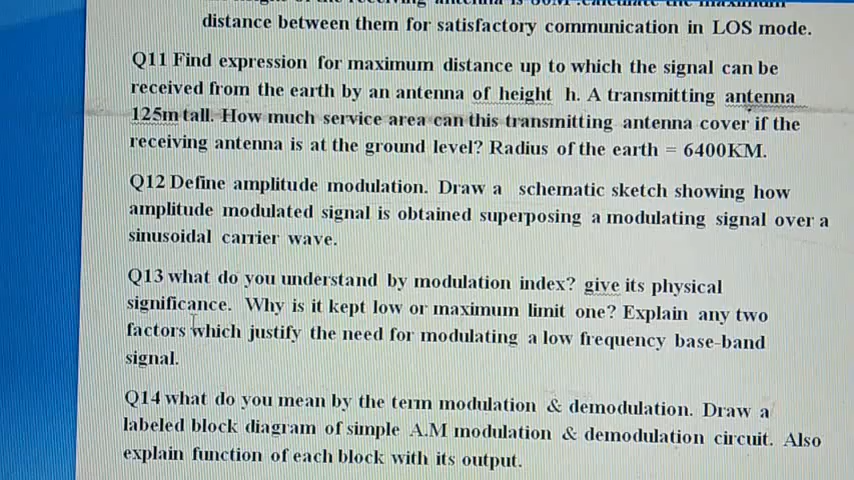 distance between them for satisfactory communication in LOS mode.
Q11 Find expression for maximum distance up to which the signal can be
received from the earth by an antenna of height h. A transmitting antenna
125m tall. How much service area can this transmitting antenna cover if the
receiving antenna is at the ground level? Radius of the earth = 6400KM.
Q12 Define amplitude modulation. Draw a schematic sketch showing how
amplitude modulated signal is obtained superposing a modulating signal over a
sinusoidal carrier wave.
Q13 what do you understand by modulation index? give its physical
significance. Why is it kept low or maximum limit one? Explain any two
factors which justify the need for modulating a low frequency base-band
signal.
Q14 what do you mean by the term modulation & demodulation. Draw a
labeled block diagram of simple A.M modulation & demodulation circuit. Also
explain function of each block with its output.